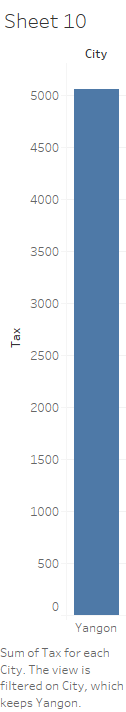 Sheet 10
City
5000
4500
4000
3500
3000
Tax
2500
2000
1500
1000
500
0
Yangon
Sum of Tax for each
City. The view is
filtered on City, which
keeps Yangon.